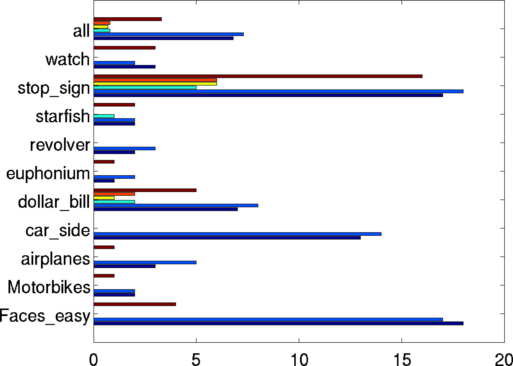 all
watch
stop_sign
starfish
revolver
euphonium
dollar_bill
car_side
airplanes
Motorbikes
Faces_easy
0 5 10 15 20